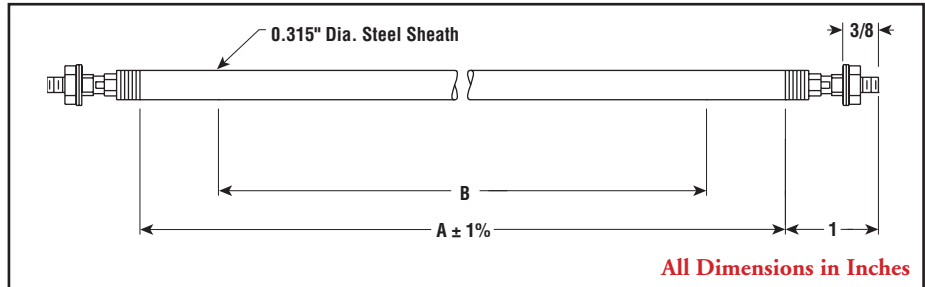 0.315" Dia. Steel Sheath
3/8
B
A ± 1%
1
All Dimensions in Inches